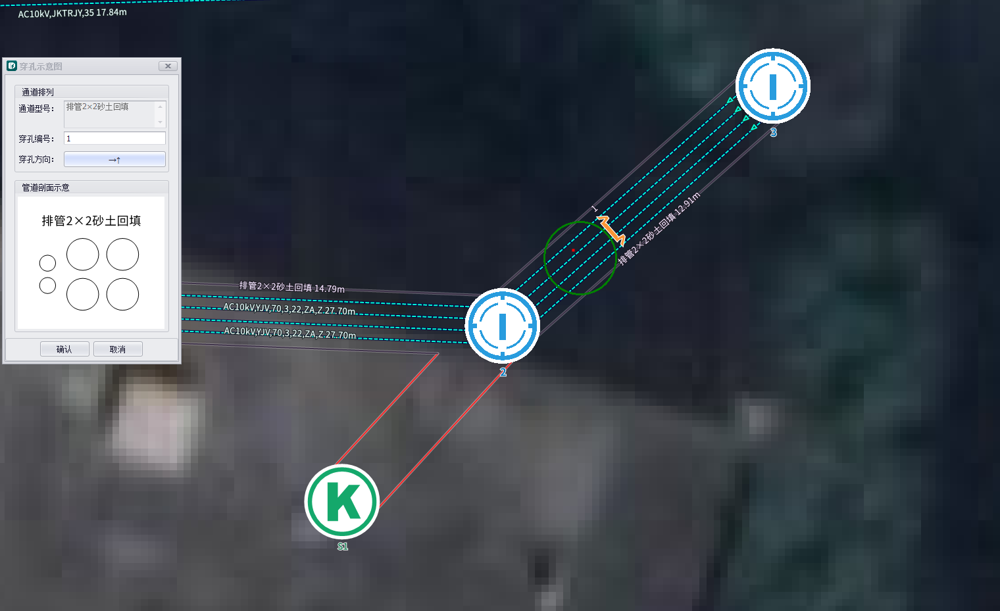 AC10kV,JKTRJY,35 17.84m
穿孔示意图
通道排列
通道型号:
排管2×2砂土回填
穿孔编号:
1
穿孔方向:
→↑
管道剖面示意
排管2×2砂土回填
确认
取消
3
1
排管2×2砂土回填 12.91m
排管2×2砂土回填 14.79m
AC10kV,YJV,70,3,22,ZA,Z 27.70m
AC10kV,YJV,70,3,22,ZA,Z 27.70m
2
K
S1